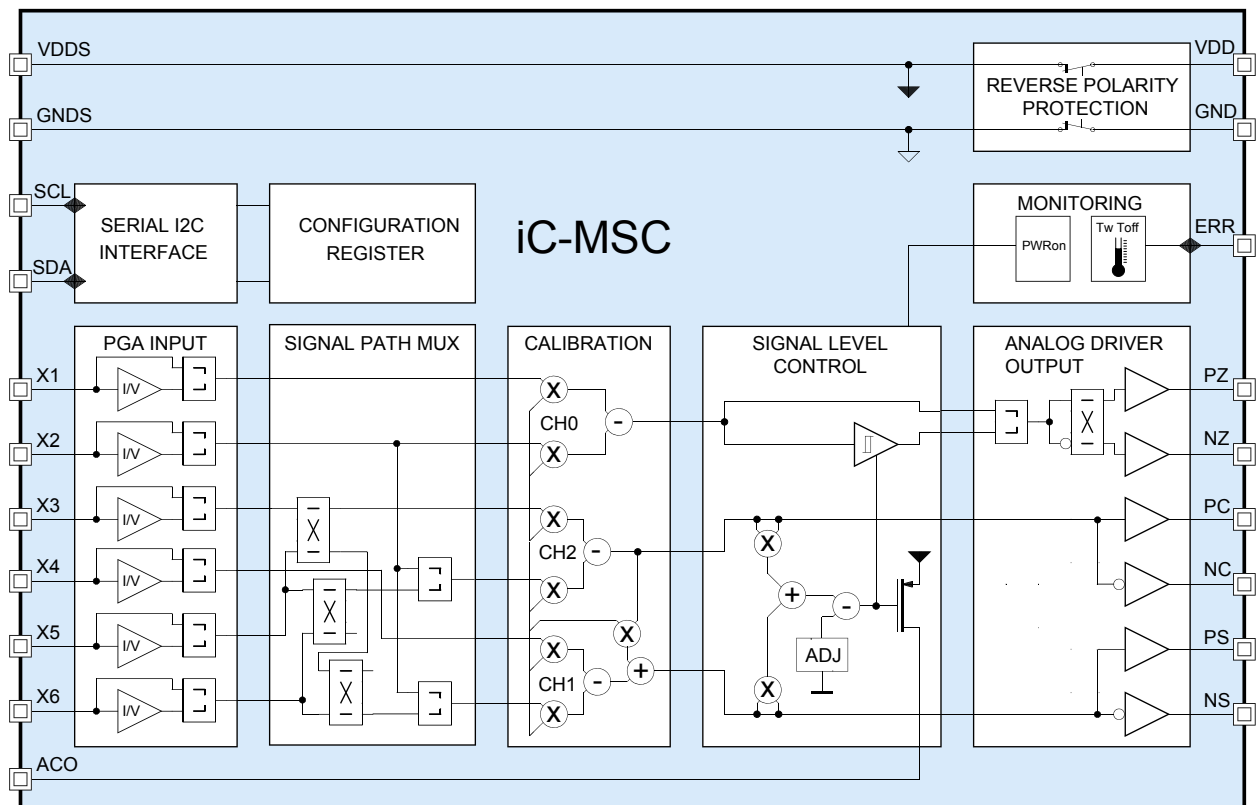 VDDS
VDD
REVERSE POLARITY
PROTECTION
GNDS
GND
SCL
SERIAL I2C
INTERFACE
CONFIGURATION
REGISTER
iC-MSC
MONITORING
PWRon
Tw Toff
ERR
SDA
PGA INPUT
SIGNAL PATH MUX
CALIBRATION
SIGNAL LEVEL
CONTROL
ANALOG DRIVER
OUTPUT
X1
I/V
X
CH0
-
X
PZ
X2
I/V
X
NZ
X3
I/V
X
X
CH2
-
X
PC
X4
I/V
X
X
+
-
NC
X5
I/V
X
X
X
CH1
-
+
ADJ
PS
X6
I/V
X
X
X
NS
ACO